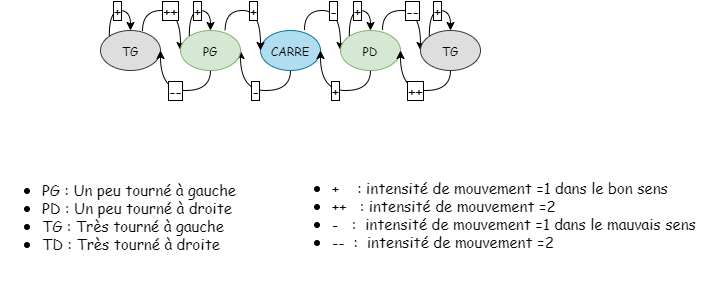 + ++ + + - + -- +
TG PG CARRE PD TG
-- - + ++
• PG : Un peu tourné à gauche
• PD : Un peu tourné à droite
• TG : Très tourné à gauche
• TD : Très tourné à droite
• + : intensité de mouvement =1 dans le bon sens
• ++ : intensité de mouvement =2
• - : intensité de mouvement =1 dans le mauvais sens
• -- : intensité de mouvement =2